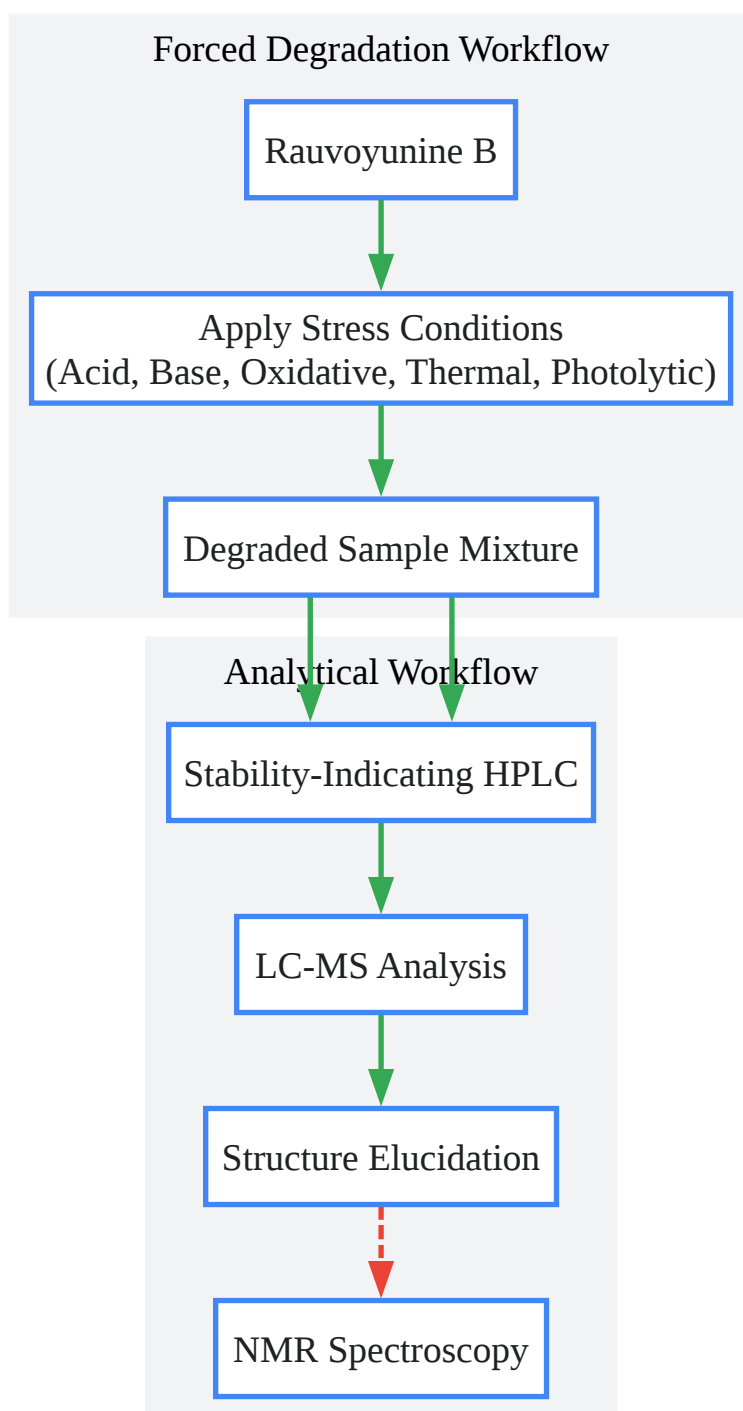 Forced Degradation Workflow
Rauvoyunine B
Apply Stress Conditions
(Acid, Base, Oxidative, Thermal, Photolytic)
Degraded Sample Mixture
Analytical Workflow
Stability-Indicating HPLC
LC-MS Analysis
Structure Elucidation
NMR Spectroscopy